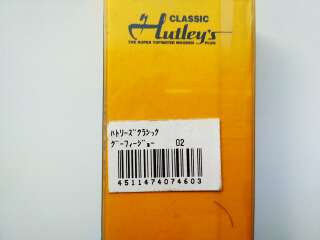 CLASSIC
Hutley's
THE SUPER TOPWATER WEAPON PLUG
ﾊﾄﾘｰｽﾞｸﾗｼｯｸ
ｸﾞｰﾌｨｰｼﾞｮｰ 02
4511474074603